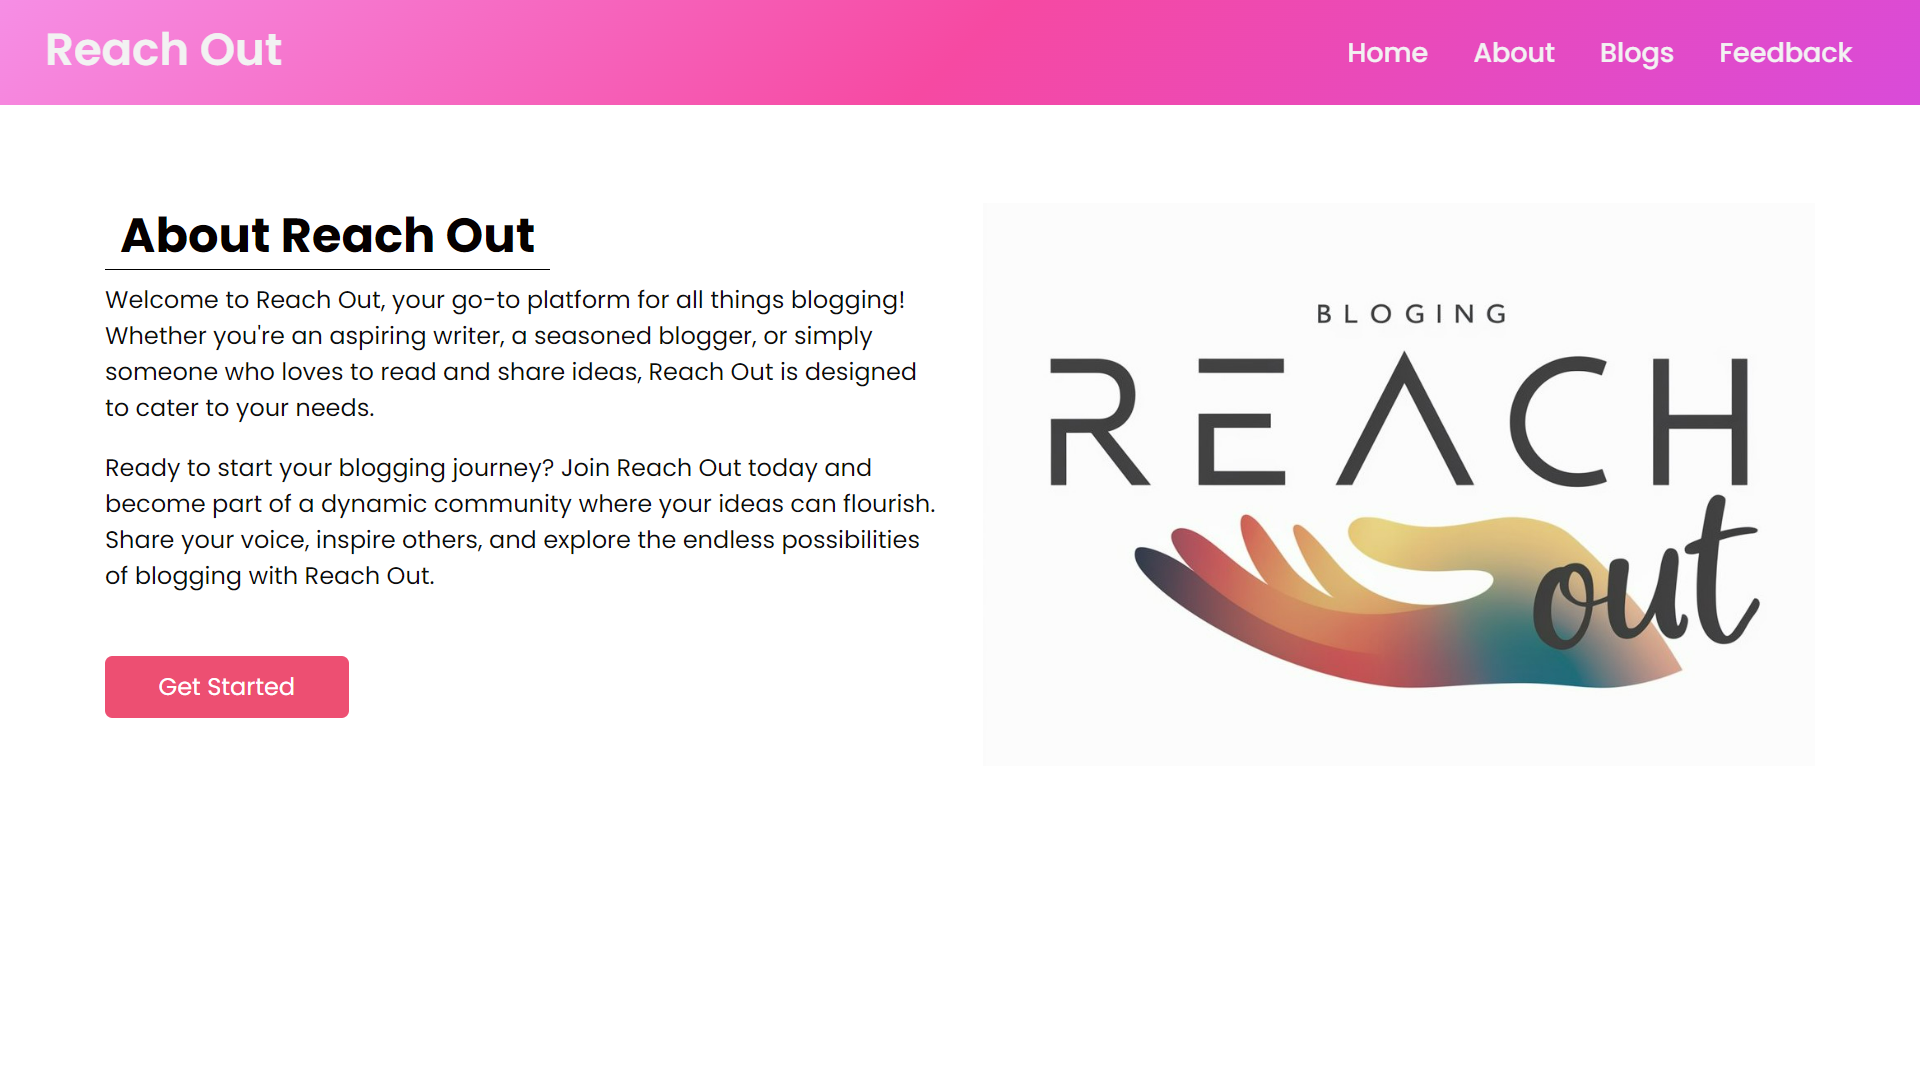 Reach Out
Home About Blogs Feedback
About Reach Out
Welcome to Reach Out, your go-to platform for all things blogging!
Whether you're an aspiring writer, a seasoned blogger, or simply
someone who loves to read and share ideas, Reach Out is designed
to cater to your needs.
Ready to start your blogging journey? Join Reach Out today and
become part of a dynamic community where your ideas can flourish.
Share your voice, inspire others, and explore the endless possibilities
of blogging with Reach Out.
Get Started
BLOGING
REACH
out